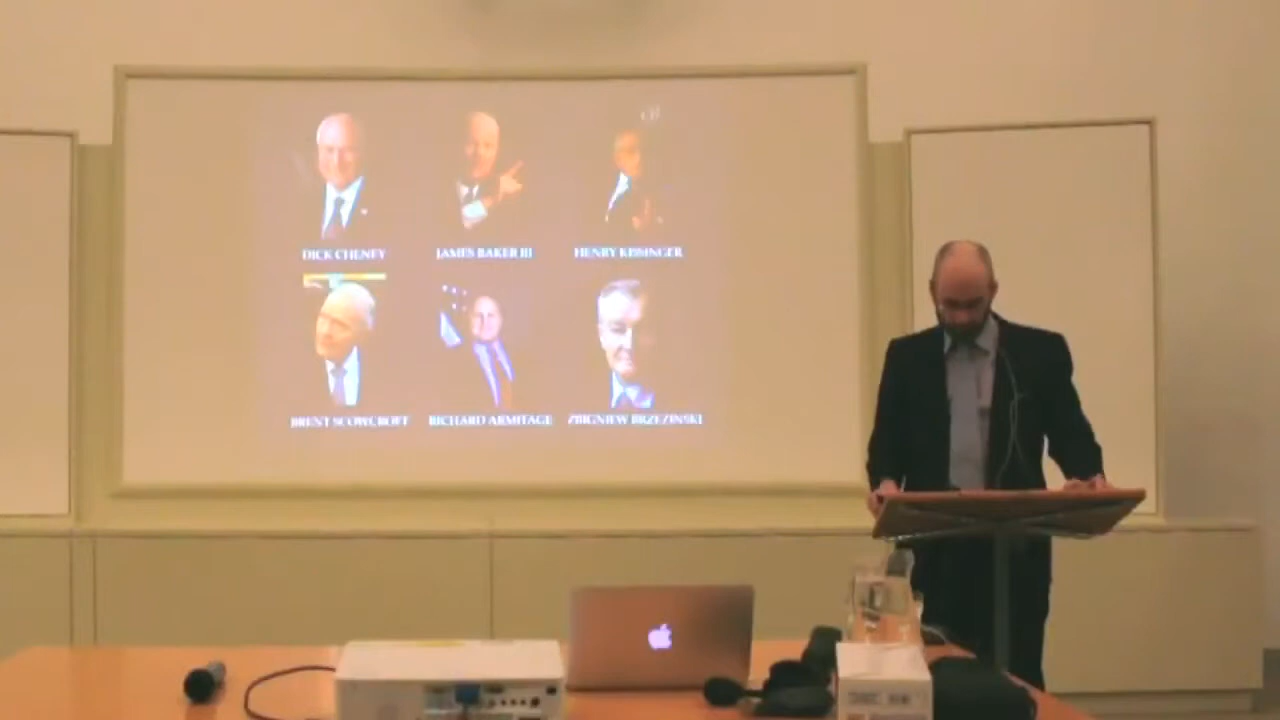 DICK CHENEY
JAMES BAKER III
HENRY KISSINGER
BRENT SCOWCROFT
RICHARD ARMITAGE
ZBIGNIEW BRZEZINSKI